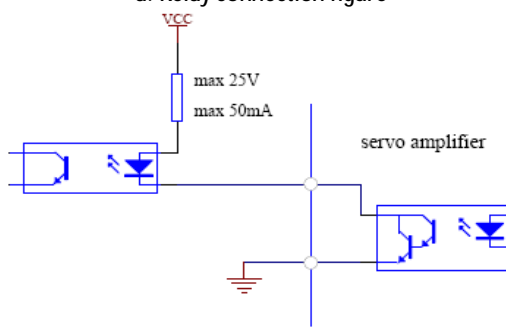 a. Relay connection figure
VCC
max 25V
max 50mA
servo amplifier